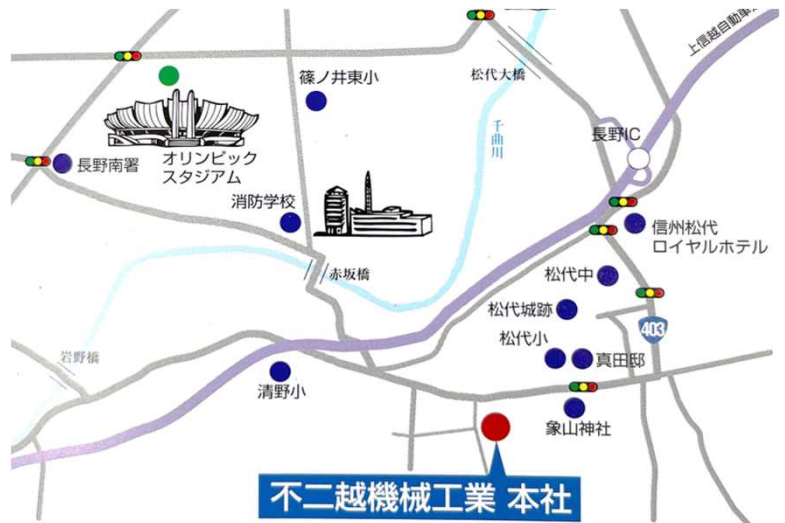 上信越自動車道
松代大橋
篠ノ井東小
千曲川
長野IC
長野南署
オリンピック
スタジアム
消防学校
信州松代
ロイヤルホテル
赤坂橋
松代中
松代城跡
403
松代小
岩野橋
真田邸
清野小
象山神社
不二越機械工業 本社